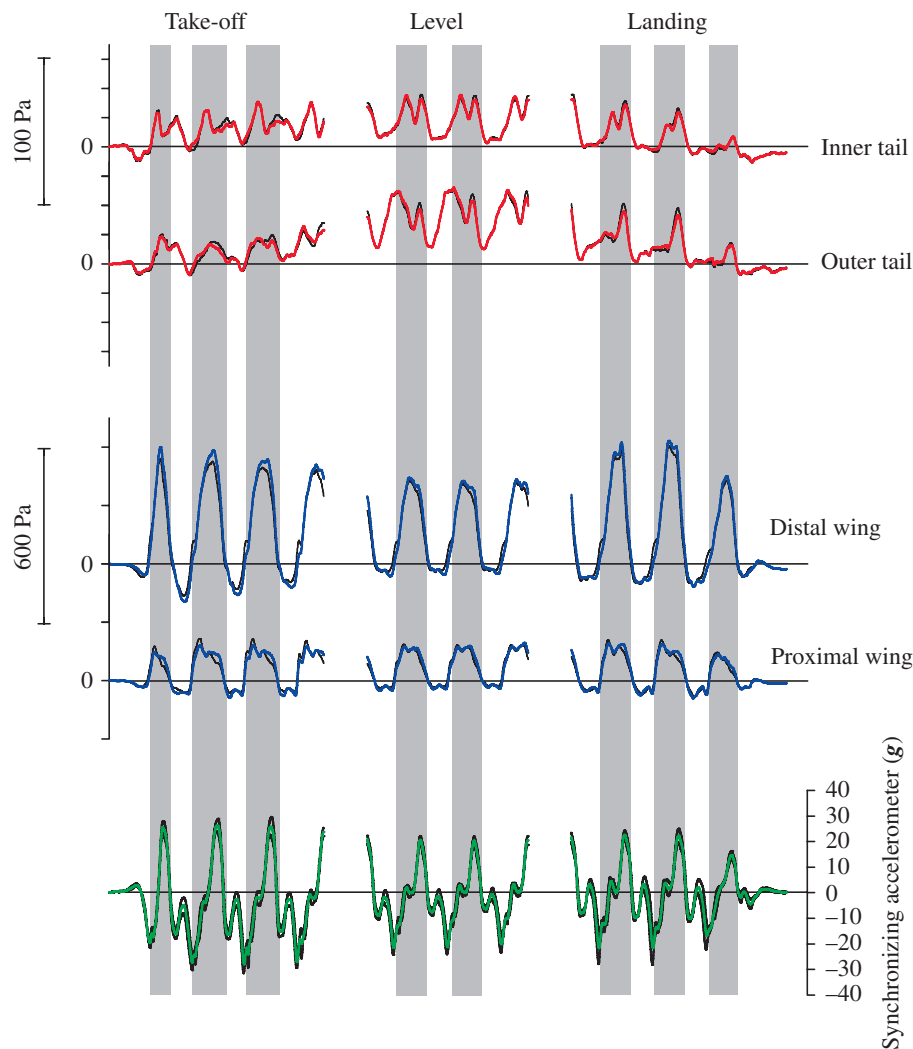 Take-off
Level
Landing
100 Pa
0
Inner tail
0
Outer tail
600 Pa
Distal wing
0
Proximal wing
0
Synchronizing accelerometer (g)
40
30
20
10
0
–10
–20
–30
–40